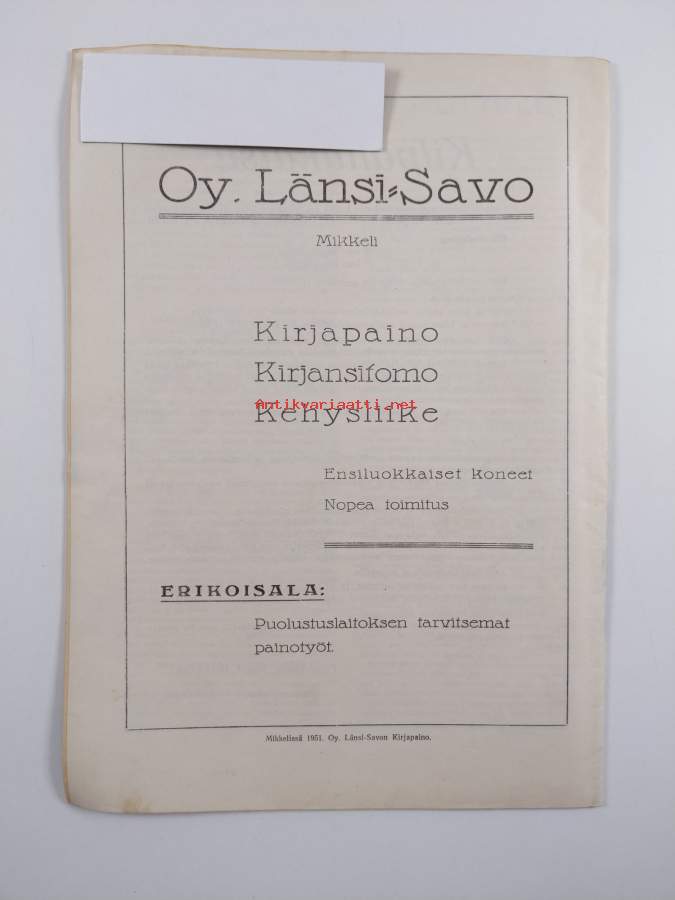 Oy. Länsi-Savo
Mikkeli
Kirjapaino
Kirjansitomo
Kehysliike
Antikvariaatti.net
Ensiluokkaiset koneet
Nopea toimitus
ERIKOISALA:
Puolustuslaitoksen tarvitsemat
painotyöt.
Mikkelissä 1951. Oy. Länsi-Savon Kirjapaino.